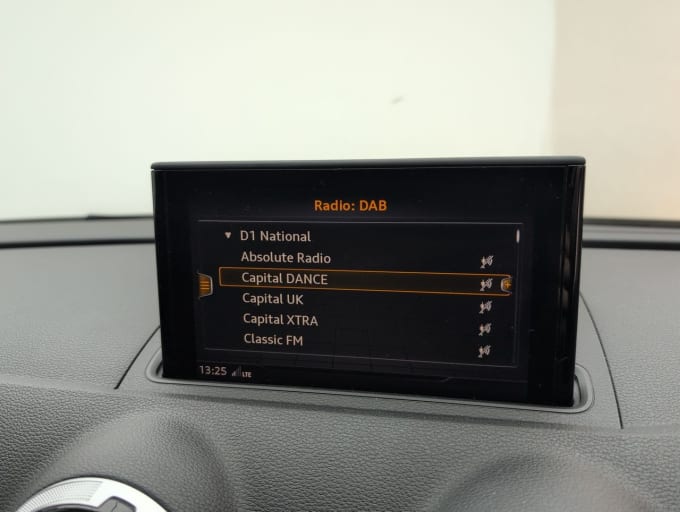 Radio: DAB
D1 National
Absolute Radio
Capital DANCE
Capital UK
Capital XTRA
Classic FM
13:25 LTE